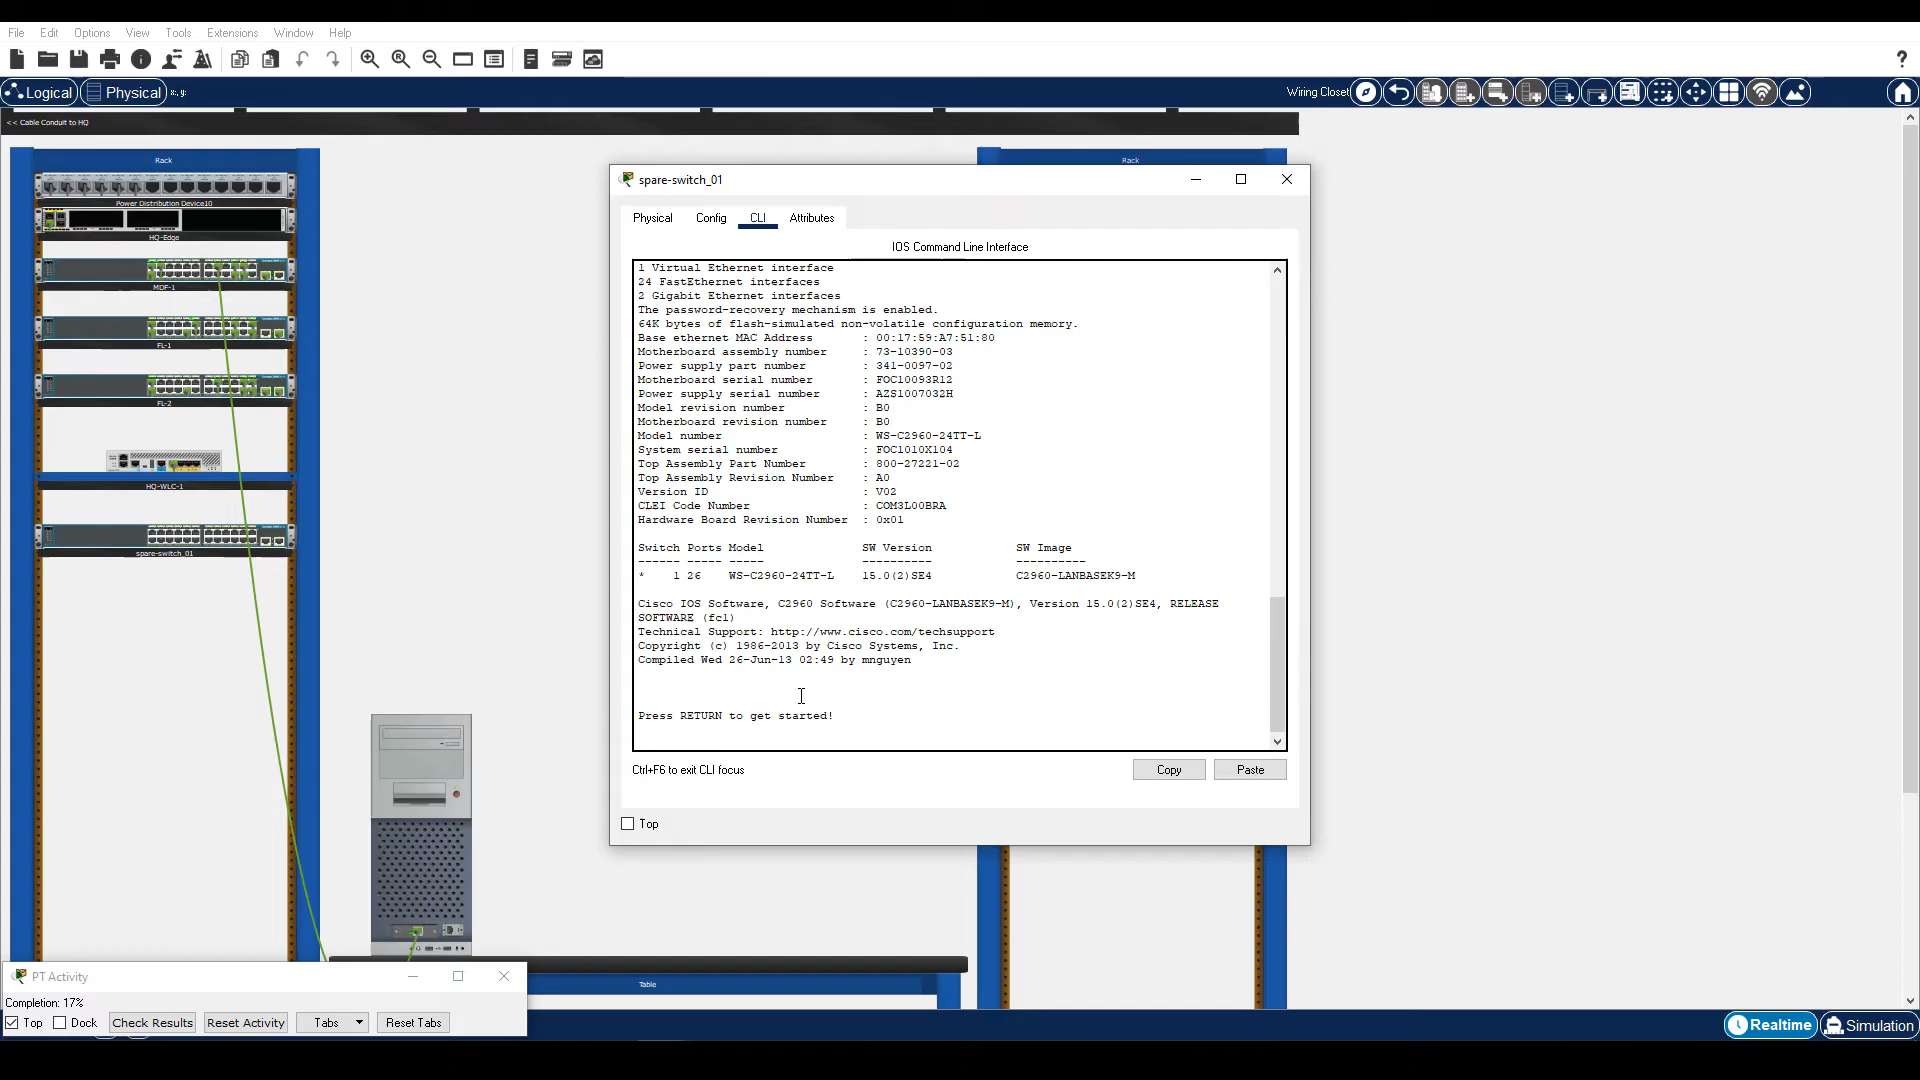 File Edit Options View Tools Extensions Window Help
Logical Physical x:, y: Wiring Closet
<< Cable Conduit to HQ
Rack
Power Distribution Device10
HQ-Edge
MDF-1
FL-1
FL-2
HQ-WLC-1
spare-switch_01
Rack
spare-switch_01
Physical Config CLI Attributes
IOS Command Line Interface
1 Virtual Ethernet interface
24 FastEthernet interfaces
2 Gigabit Ethernet interfaces
The password-recovery mechanism is enabled.
64K bytes of flash-simulated non-volatile configuration memory.
Base ethernet MAC Address : 00:17:59:A7:51:80
Motherboard assembly number : 73-10390-03
Power supply part number : 341-0097-02
Motherboard serial number : FOC10093R12
Power supply serial number : AZS1007032H
Model revision number : B0
Motherboard revision number : B0
Model number : WS-C2960-24TT-L
System serial number : FOC1010X104
Top Assembly Part Number : 800-27221-02
Top Assembly Revision Number : A0
Version ID : V02
CLEI Code Number : COM3L00BRA
Hardware Board Revision Number : 0x01
Switch Ports Model SW Version SW Image
------ ----- ----- ---------- ----------
* 1 26 WS-C2960-24TT-L 15.0(2)SE4 C2960-LANBASEK9-M
Cisco IOS Software, C2960 Software (C2960-LANBASEK9-M), Version 15.0(2)SE4, RELEASE
SOFTWARE (fc1)
Technical Support: http://www.cisco.com/techsupport
Copyright (c) 1986-2013 by Cisco Systems, Inc.
Compiled Wed 26-Jun-13 02:49 by mnguyen
Press RETURN to get started!
Ctrl+F6 to exit CLI focus Copy Paste
Top
Table
PT Activity
Completion: 17%
Top Dock Check Results Reset Activity Tabs Reset Tabs
Realtime Simulation